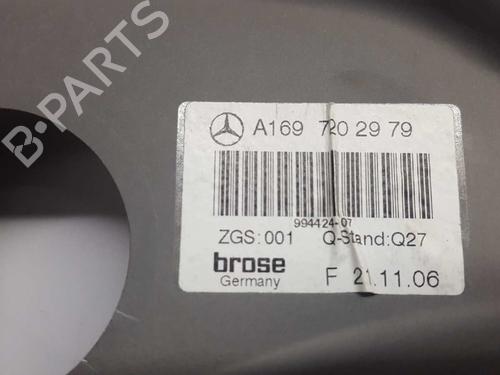 A169 720 29 79
994424-07
ZGS:001 Q-Stand:Q27
brose
Germany F 21.11.06
B-PARTS